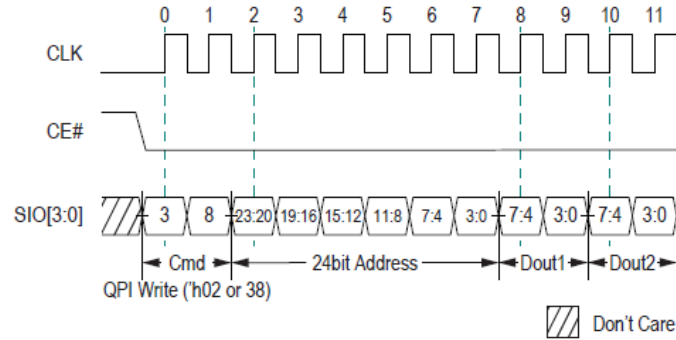 0 1 2 3 4 5 6 7 8 9 10 11
CLK
CE#
SIO[3:0] 3 8 23:20 19:16 15:12 11:8 7:4 3:0 7:4 3:0 7:4 3:0
Cmd 24bit Address Dout1 Dout2
QPI Write ('h02 or 38)
Don't Care